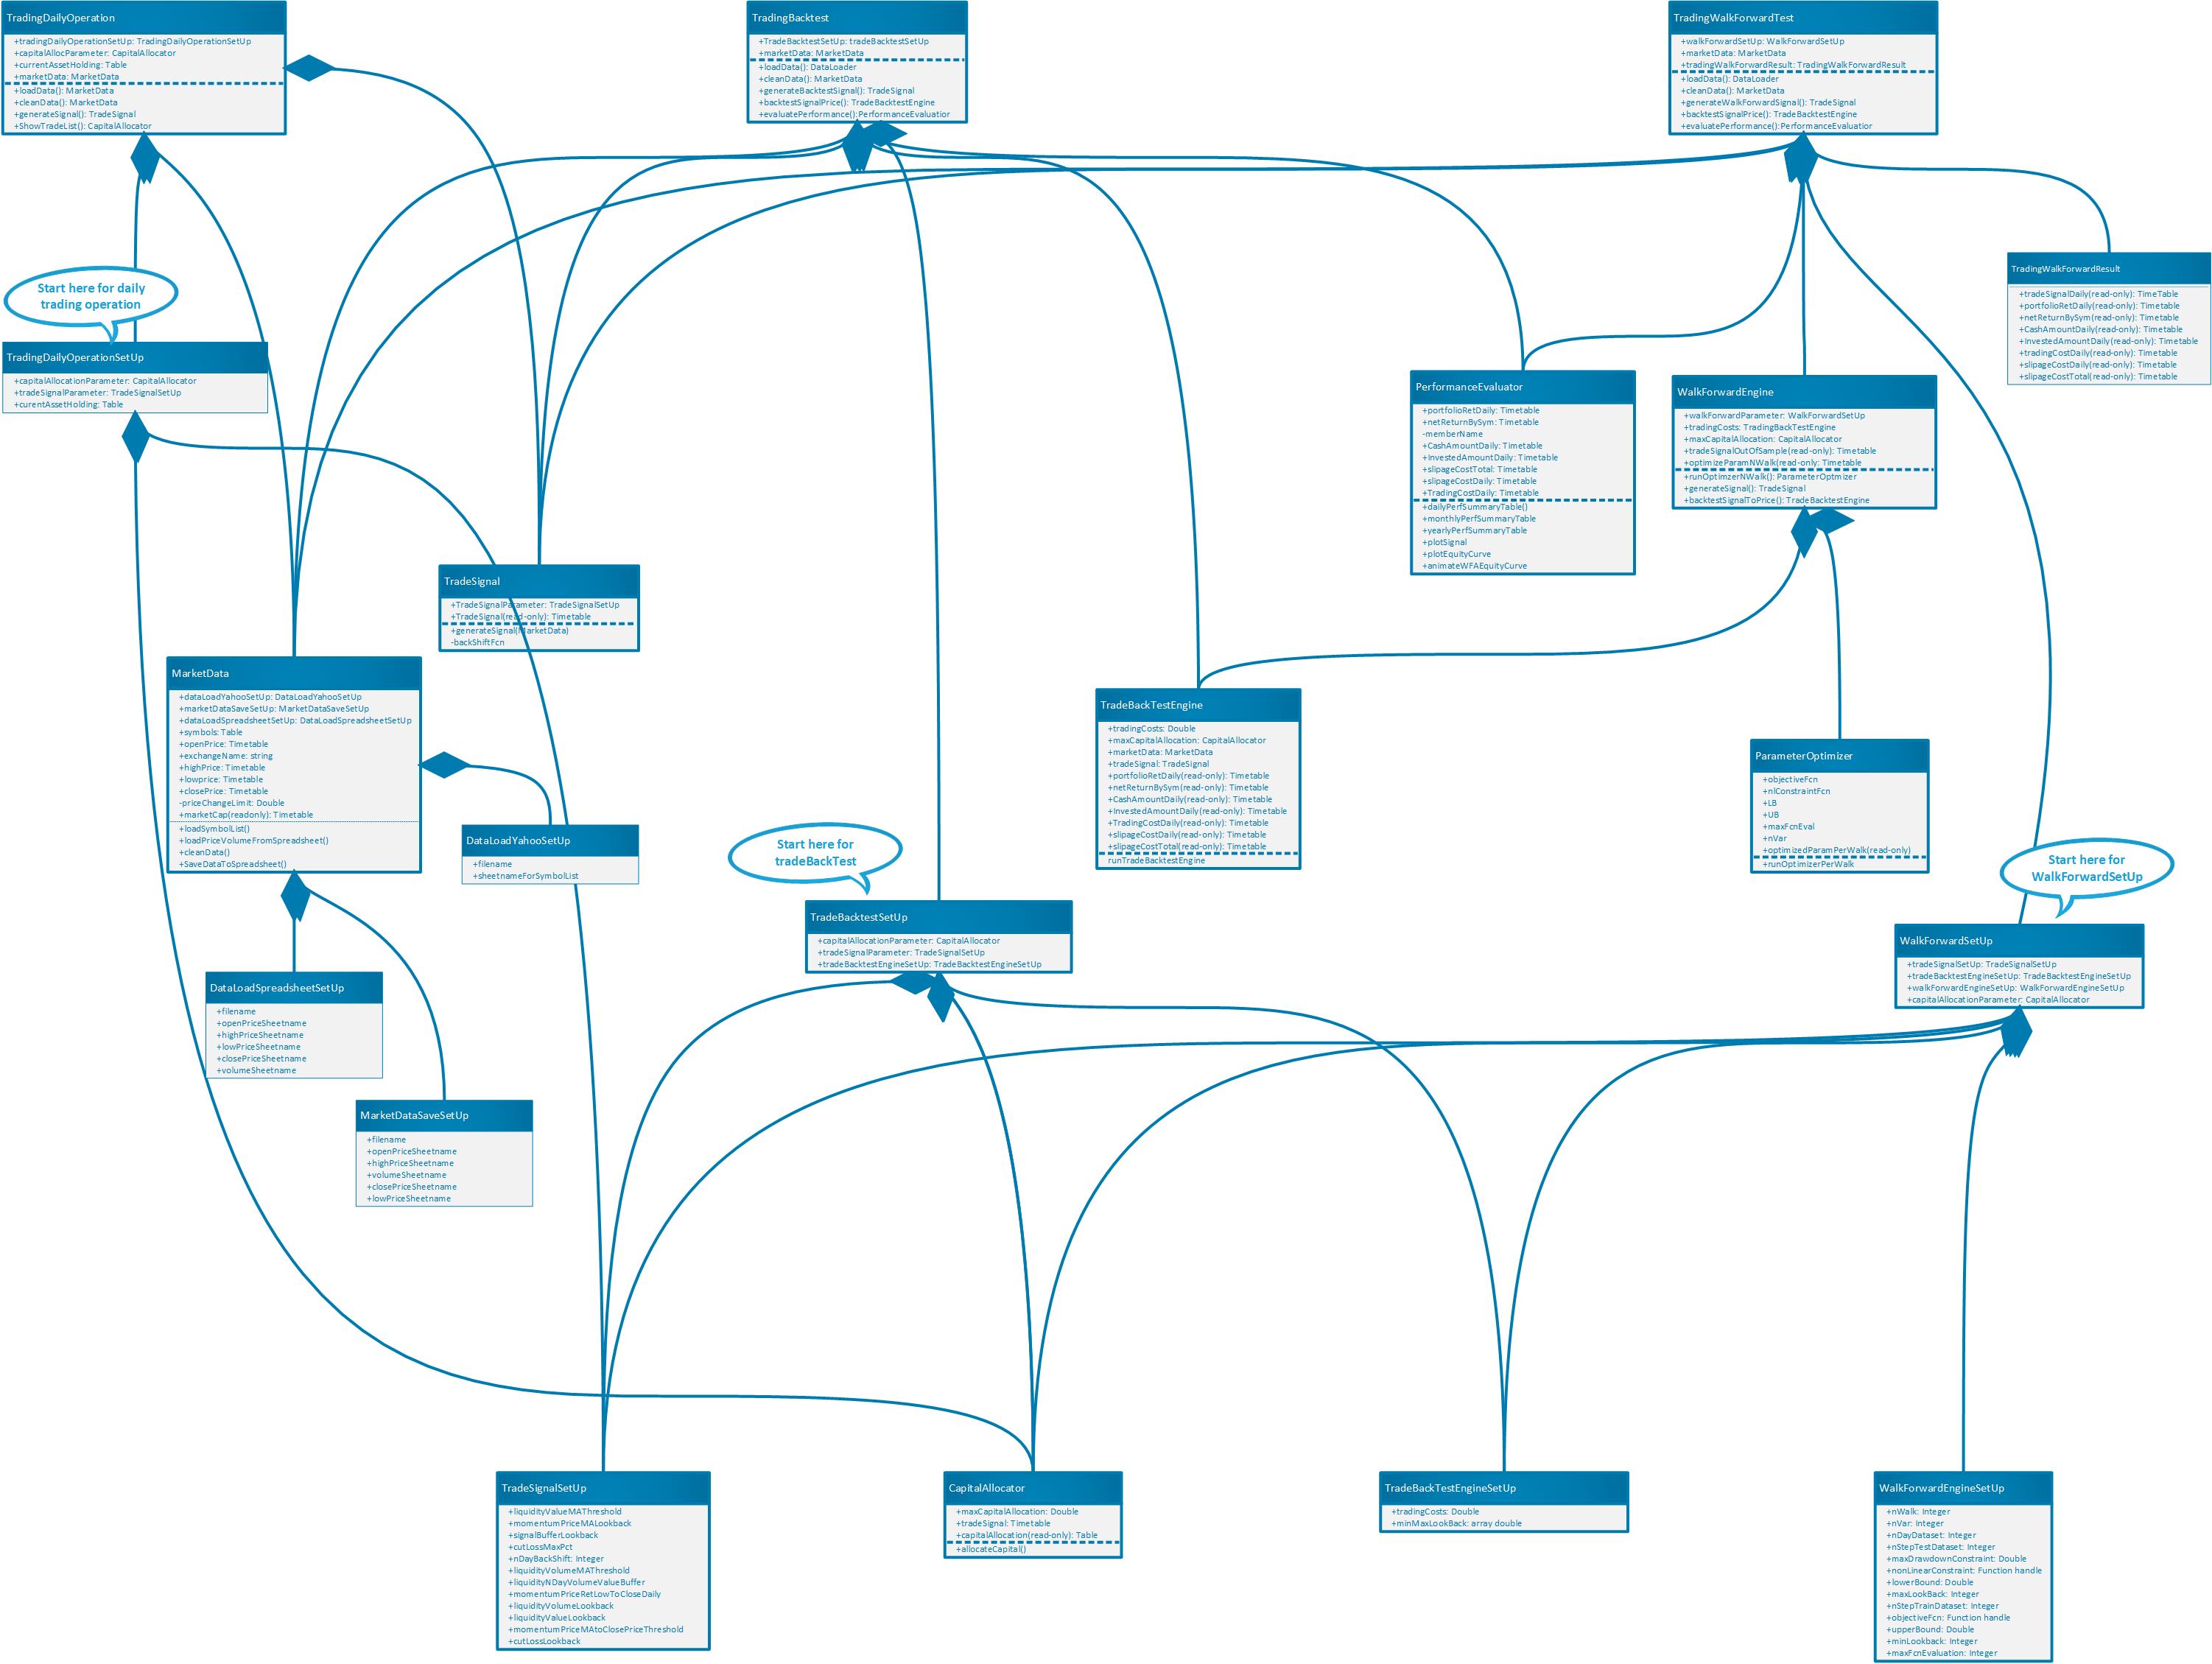 TradingDailyOperation
+tradingDailyOperationSetUp: TradingDailyOperationSetUp
+capitalAllocParameter: CapitalAllocator
+currentAssetHolding: Table
+marketData: MarketData
+loadData(): MarketData
+cleanData(): MarketData
+generateSignal(): TradeSignal
+ShowTradeList(): CapitalAllocator
TradingBacktest
+TradeBacktestSetUp: tradeBacktestSetUp
+marketData: MarketData
+loadData(): DataLoader
+cleanData(): MarketData
+generateBacktestSignal(): TradeSignal
+backtestSignalPrice(): TradeBacktestEngine
+evaluatePerformance():PerformanceEvaluatior
TradingWalkForwardTest
+walkForwardSetUp: WalkForwardSetUp
+marketData: MarketData
+tradingWalkForwardResult: TradingWalkForwardResult
+loadData(): DataLoader
+cleanData(): MarketData
+generateWalkForwardSignal(): TradeSignal
+backtestSignalPrice(): TradeBacktestEngine
+evaluatePerformance():PerformanceEvaluatior
Start here for daily
trading operation
TradingDailyOperationSetUp
+capitalAllocationParameter: CapitalAllocator
+tradeSignalParameter: TradeSignalSetUp
+curentAssetHolding: Table
TradingWalkForwardResult
+tradeSignalDaily(read-only): TimeTable
+portfolioRetDaily(read-only): Timetable
+netReturnBySym(read-only): Timetable
+CashAmountDaily(read-only): Timetable
+InvestedAmountDaily(read-only): Timetable
+tradingCostDaily(read-only): Timetable
+slipageCostDaily(read-only): Timetable
+slipageCostTotal(read-only): Timetable
PerformanceEvaluator
+portfolioRetDaily: Timetable
+netReturnBySym: Timetable
-memberName
+CashAmountDaily: Timetable
+InvestedAmountDaily: Timetable
+slipageCostTotal: Timetable
+slipageCostDaily: Timetable
+TradingCostDaily: Timetable
+dailyPerfSummaryTable()
+monthlyPerfSummaryTable
+yearlyPerfSummaryTable
+plotSignal
+plotEquityCurve
+animateWFAEquityCurve
WalkForwardEngine
+walkForwardParameter: WalkForwardSetUp
+tradingCosts: TradingBackTestEngine
+maxCapitalAllocation: CapitalAllocator
+tradeSignalOutOfSample(read-only): Timetable
+optimizeParamNWalk(read-only: Timetable
+runOptimzerNWalk(): ParameterOptmizer
+generateSignal(): TradeSignal
+backtestSignalToPrice(): TradeBacktestEngine
TradeSignal
+TradeSignalParameter: TradeSignalSetUp
+TradeSignal(read-only): Timetable
+generateSignal(MarketData)
-backShiftFcn
MarketData
+dataLoadYahooSetUp: DataLoadYahooSetUp
+marketDataSaveSetUp: MarketDataSaveSetUp
+dataLoadSpreadsheetSetUp: DataLoadSpreadsheetSetUp
+symbols: Table
+openPrice: Timetable
+exchangeName: string
+highPrice: Timetable
+lowprice: Timetable
+closePrice: Timetable
-priceChangeLimit: Double
+marketCap(readonly): Timetable
+loadSymbolList()
+loadPriceVolumeFromSpreadsheet()
+cleanData()
+SaveDataToSpreadsheet()
TradeBackTestEngine
+tradingCosts: Double
+maxCapitalAllocation: CapitalAllocator
+marketData: MarketData
+tradeSignal: TradeSignal
+portfolioRetDaily(read-only): Timetable
+netReturnBySym(read-only): Timetable
+CashAmountDaily(read-only): Timetable
+InvestedAmountDaily(read-only): Timetable
+TradingCostDaily(read-only): Timetable
+slipageCostDaily(read-only): Timetable
+slipageCostTotal(read-only): Timetable
runTradeBacktestEngine
ParameterOptimizer
+objectiveFcn
+nlConstraintFcn
+LB
+UB
+maxFcnEval
+nVar
+optimizedParamPerWalk(read-only)
+runOptimizerPerWalk
DataLoadYahooSetUp
+filename
+sheetnameForSymbolList
Start here for
tradeBackTest
Start here for
WalkForwardSetUp
TradeBacktestSetUp
+capitalAllocationParameter: CapitalAllocator
+tradeSignalParameter: TradeSignalSetUp
+tradeBacktestEngineSetUp: TradeBacktestEngineSetUp
WalkForwardSetUp
+tradeSignalSetUp: TradeSignalSetUp
+tradeBacktestEngineSetUp: TradeBacktestEngineSetUp
+walkForwardEngineSetUp: WalkForwardEngineSetUp
+capitalAllocationParameter: CapitalAllocator
DataLoadSpreadsheetSetUp
+filename
+openPriceSheetname
+highPriceSheetname
+lowPriceSheetname
+closePriceSheetname
+volumeSheetname
MarketDataSaveSetUp
+filename
+openPriceSheetname
+highPriceSheetname
+volumeSheetname
+closePriceSheetname
+lowPriceSheetname
TradeSignalSetUp
+liquidityValueMAThreshold
+momentumPriceMALookback
+signalBufferLookback
+cutLossMaxPct
+nDayBackShift: Integer
+liquidityVolumeMAThreshold
+liquidityNDayVolumeValueBuffer
+momentumPriceRetLowToCloseDaily
+liquidityVolumeLookback
+liquidityValueLookback
+momentumPriceMAtoClosePriceThreshold
+cutLossLookback
CapitalAllocator
+maxCapitalAllocation: Double
+tradeSignal: Timetable
+capitalAllocation(read-only): Table
+allocateCapital()
TradeBackTestEngineSetUp
+tradingCosts: Double
+minMaxLookBack: array double
WalkForwardEngineSetUp
+nWalk: Integer
+nVar: Integer
+nDayDataset: Integer
+nStepTestDataset: Integer
+maxDrawdownConstraint: Double
+nonLinearConstraint: Function handle
+lowerBound: Double
+maxLookBack: Integer
+nStepTrainDataset: Integer
+objectiveFcn: Function handle
+upperBound: Double
+minLookback: Integer
+maxFcnEvaluation: Integer